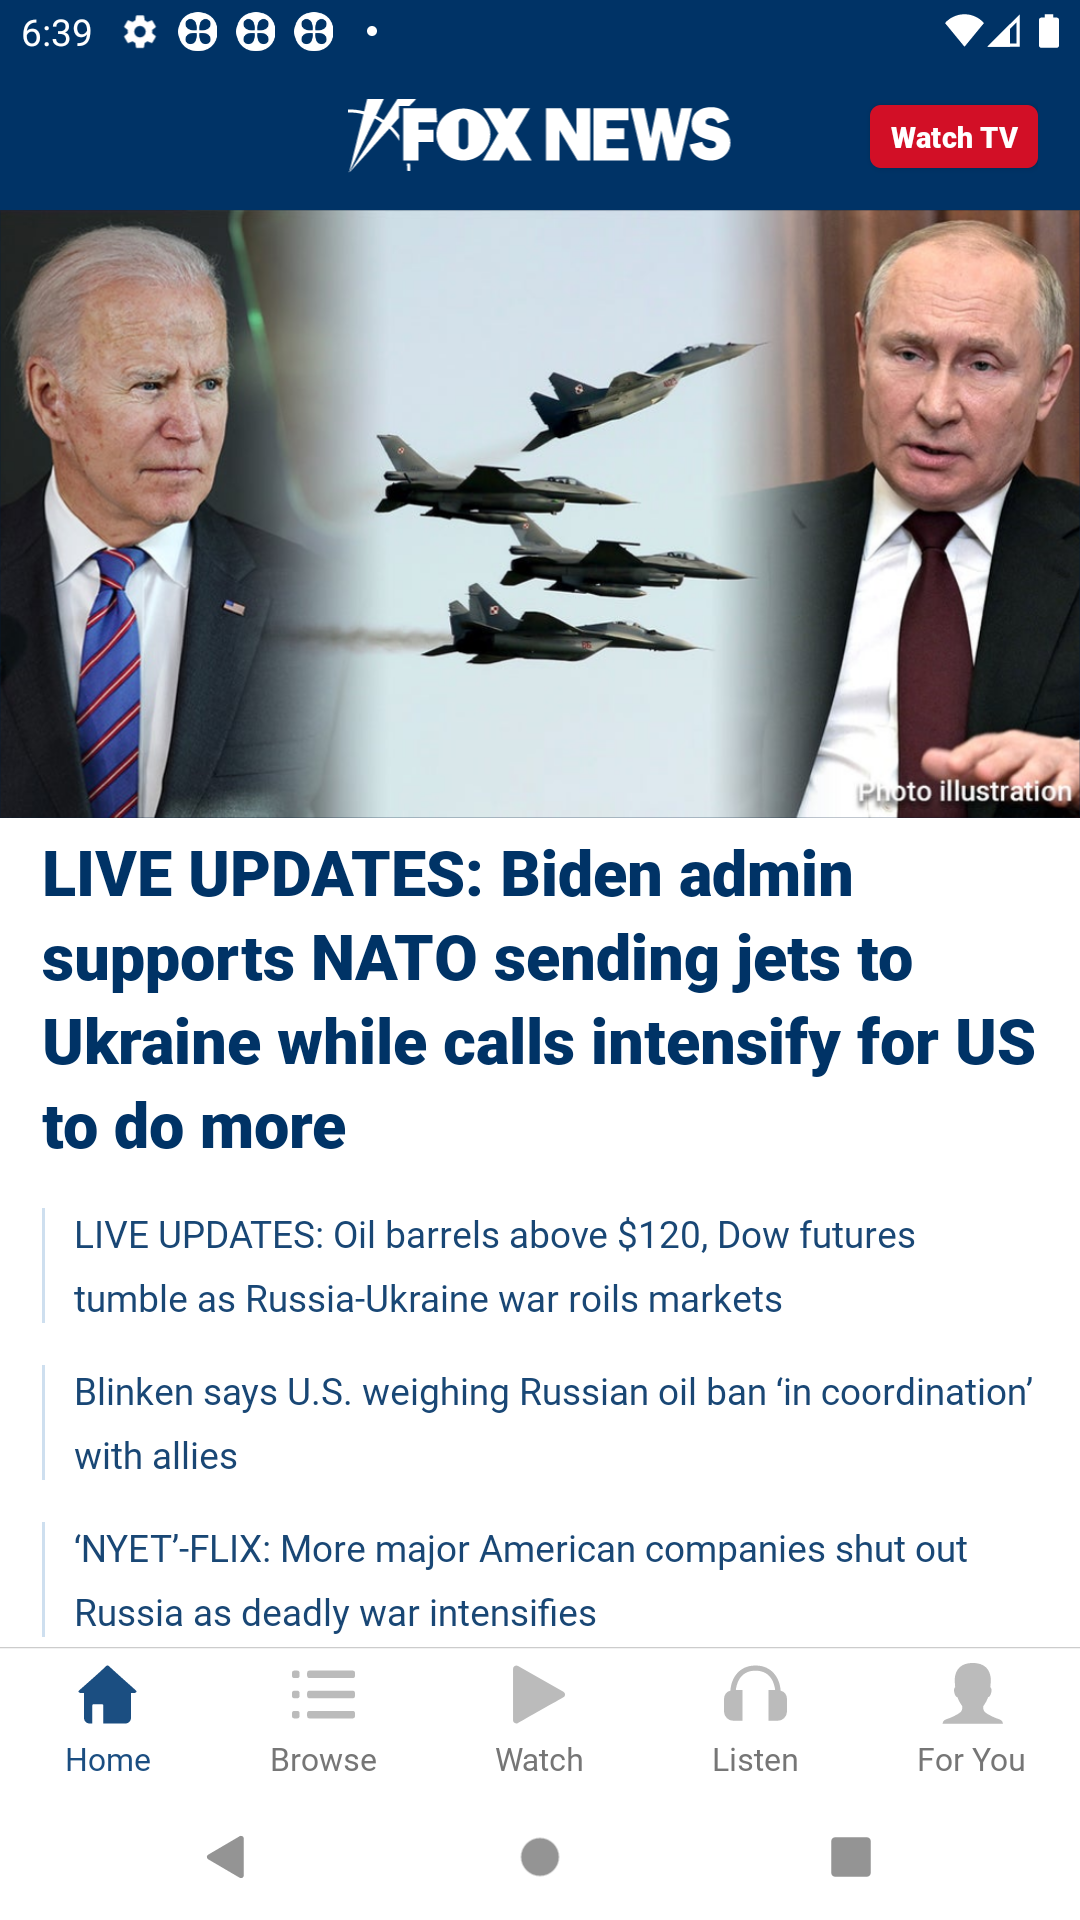 6:39
FOX NEWS
Watch TV
Photo illustration
LIVE UPDATES: Biden admin
supports NATO sending jets to
Ukraine while calls intensify for US
to do more
LIVE UPDATES: Oil barrels above $120, Dow futures
tumble as Russia-Ukraine war roils markets
Blinken says U.S. weighing Russian oil ban ‘in coordination’
with allies
‘NYET’-FLIX: More major American companies shut out
Russia as deadly war intensifies
Home
Browse
Watch
Listen
For You